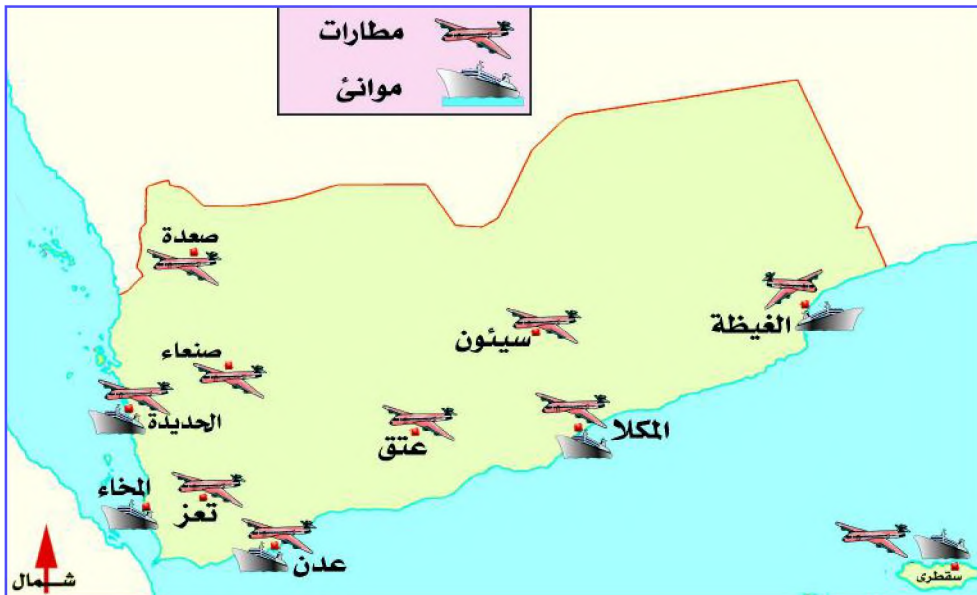 مطارات
موانئ
صعدة
صنعاء
سيئون
الغيظة
الحديدة
عتق
المكلا
المخاء
تعز
عدن
سقطرى
شمال